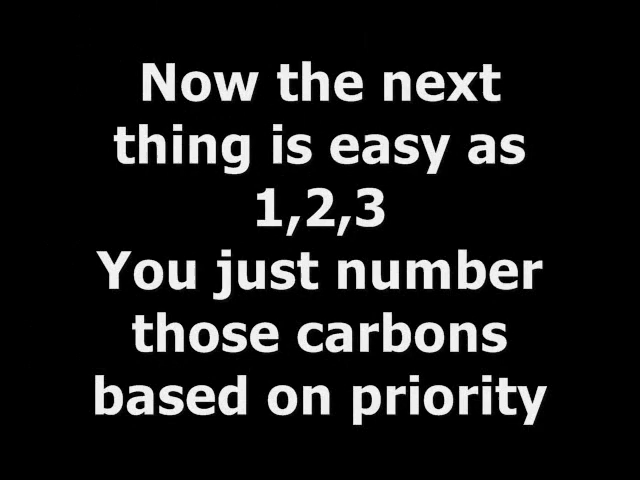 Now the next
thing is easy as
1,2,3
You just number
those carbons
based on priority